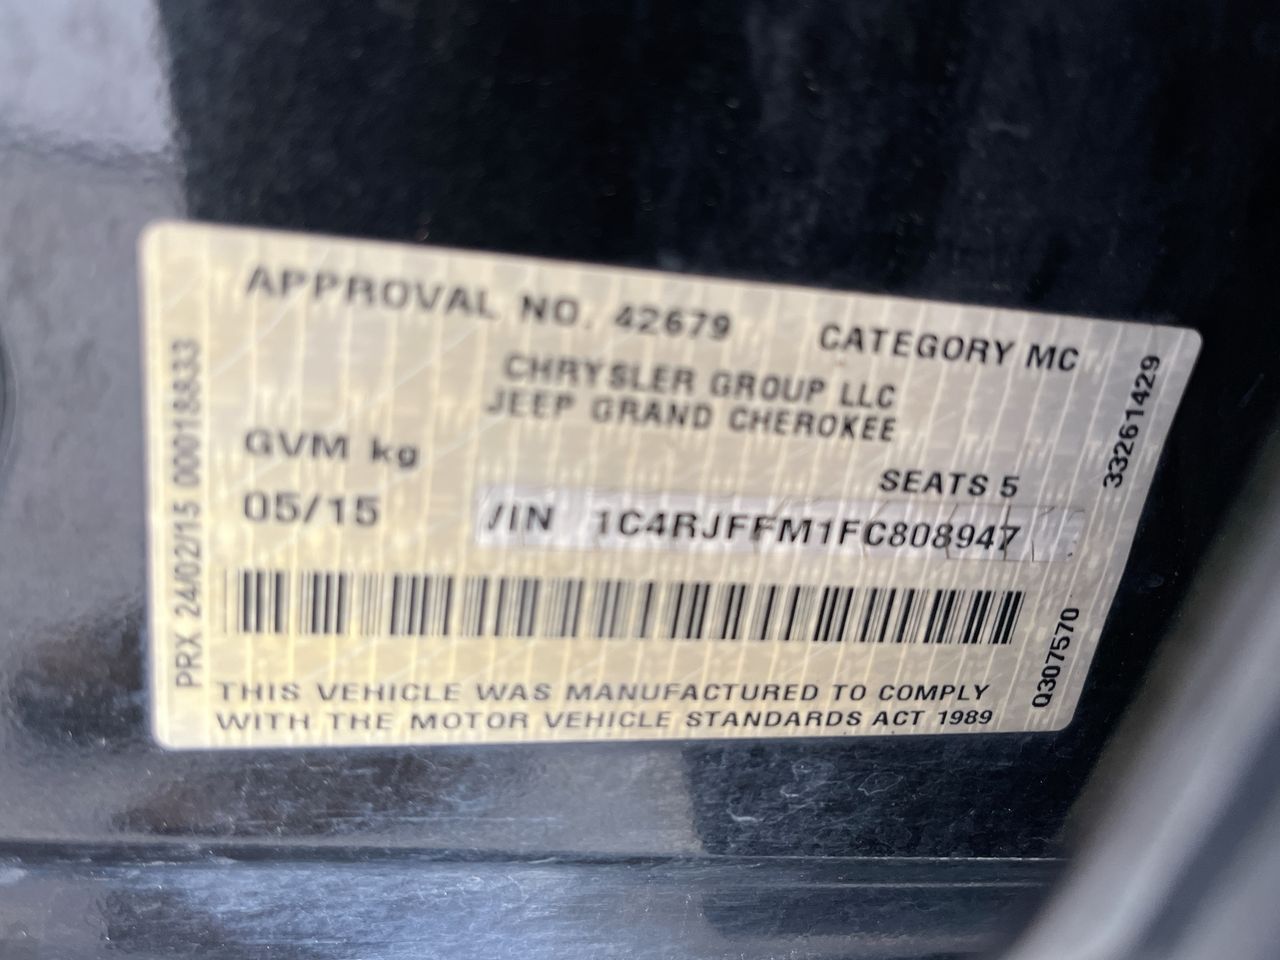 APPROVAL NO. 42679 CATEGORY MC
CHRYSLER GROUP LLC
JEEP GRAND CHEROKEE
GVM kg
SEATS 5
05/15
VIN 1C4RJFFM1FC808947
THIS VEHICLE WAS MANUFACTURED TO COMPLY
WITH THE MOTOR VEHICLE STANDARDS ACT 1989
PRX 24/02/15 00018833
33261429
Q307570